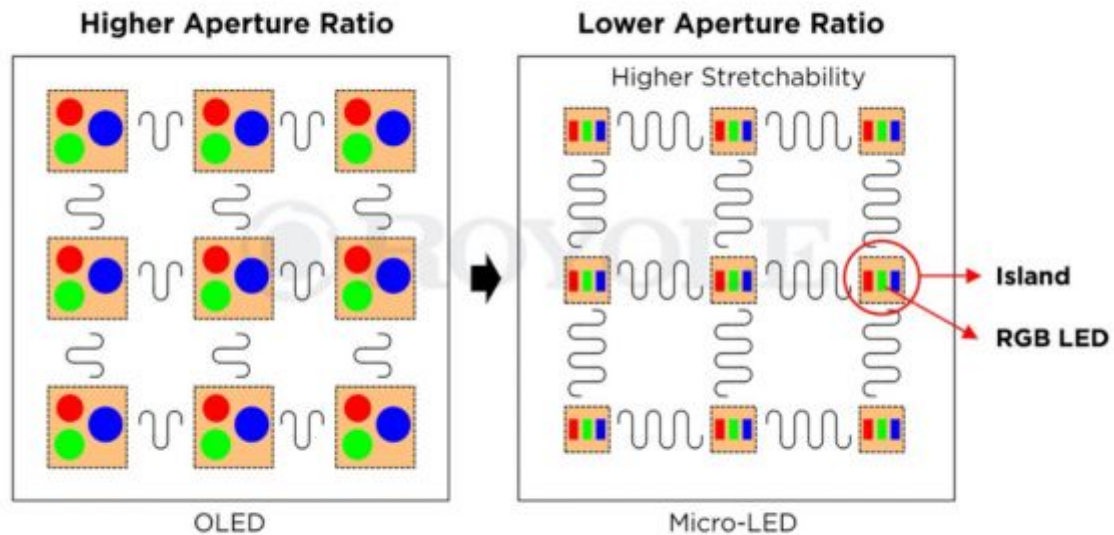 Higher Aperture Ratio
Lower Aperture Ratio
Higher Stretchability
ROYOLE
Island
RGB LED
OLED
Micro-LED